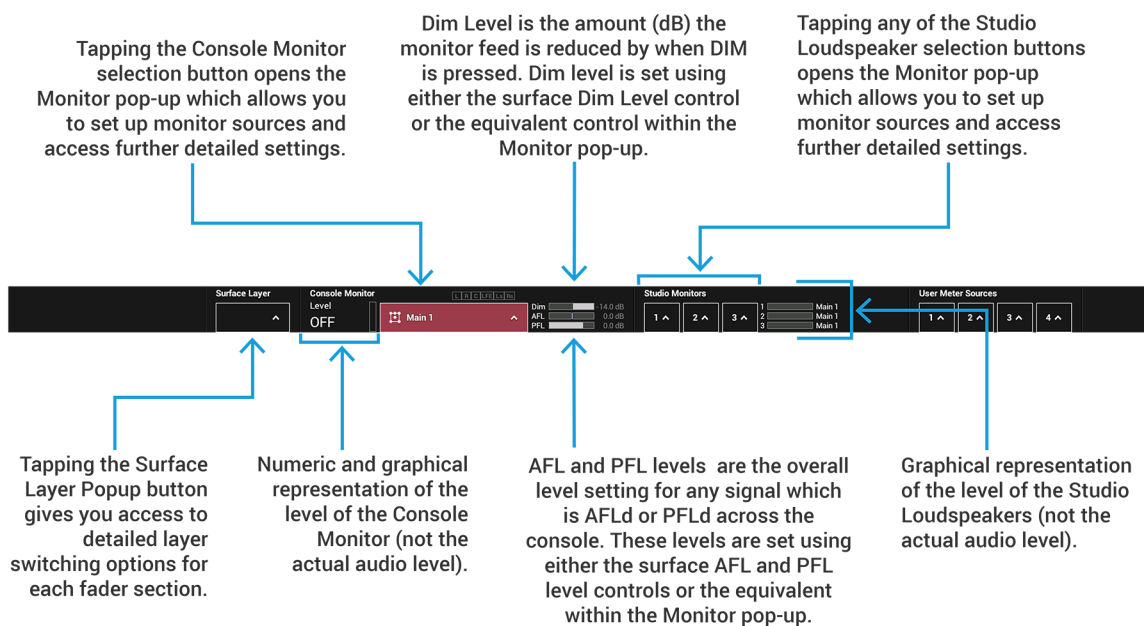 Tapping the Console Monitor
selection button opens the
Monitor pop-up which allows you
to set up monitor sources and
access further detailed settings.
Dim Level is the amount (dB) the
monitor feed is reduced by when DIM
is pressed. Dim level is set using
either the surface Dim Level control
or the equivalent control within the
Monitor pop-up.
Tapping any of the Studio
Loudspeaker selection buttons
opens the Monitor pop-up
which allows you to set up
monitor sources and access
further detailed settings.
Surface Layer
Console Monitor
Level
OFF
L R C LFE Ls Rs
Main 1
Dim -14.0 dB
AFL 0.0 dB
PFL 0.0 dB
Studio Monitors
1 2 3
1 Main 1
2 Main 1
3 Main 1
User Meter Sources
1 2 3 4
Tapping the Surface
Layer Popup button
gives you access to
detailed layer
switching options for
each fader section.
Numeric and graphical
representation of the
level of the Console
Monitor (not the
actual audio level).
AFL and PFL levels are the overall
level setting for any signal which
is AFLd or PFLd across the
console. These levels are set using
either the surface AFL and PFL
level controls or the equivalent
within the Monitor pop-up.
Graphical representation
of the level of the Studio
Loudspeakers (not the
actual audio level).